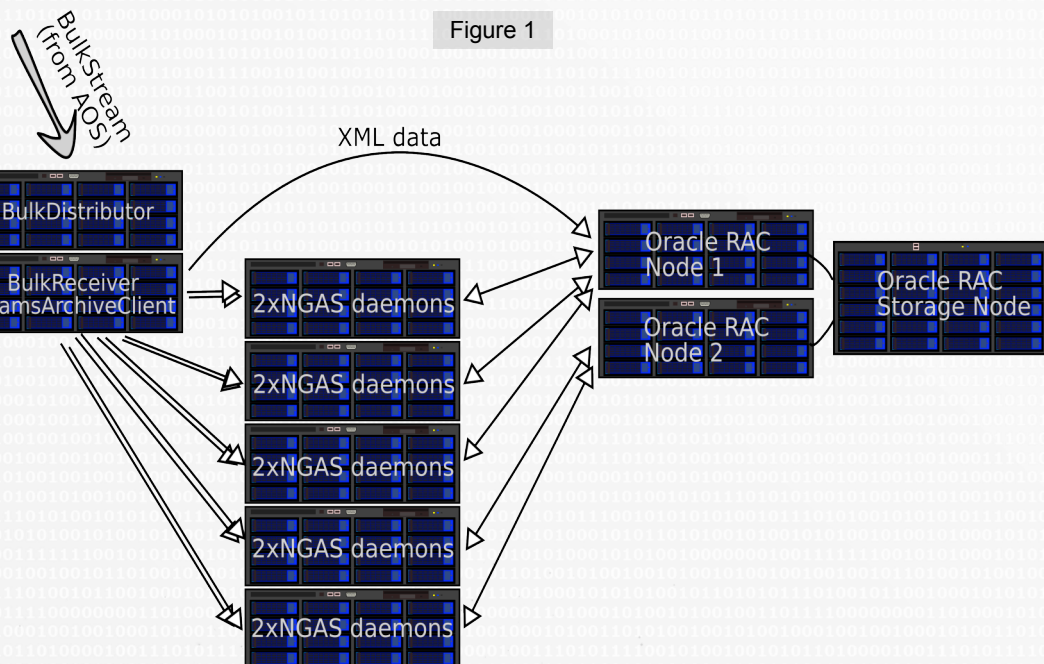 Figure 1
BulkStream
(from AOS)
XML data
BulkDistributor
BulkReceiver
amsArchiveClient
2xNGAS daemons
2xNGAS daemons
2xNGAS daemons
2xNGAS daemons
2xNGAS daemons
Oracle RAC
Node 1
Oracle RAC
Node 2
Oracle RAC
Storage Node